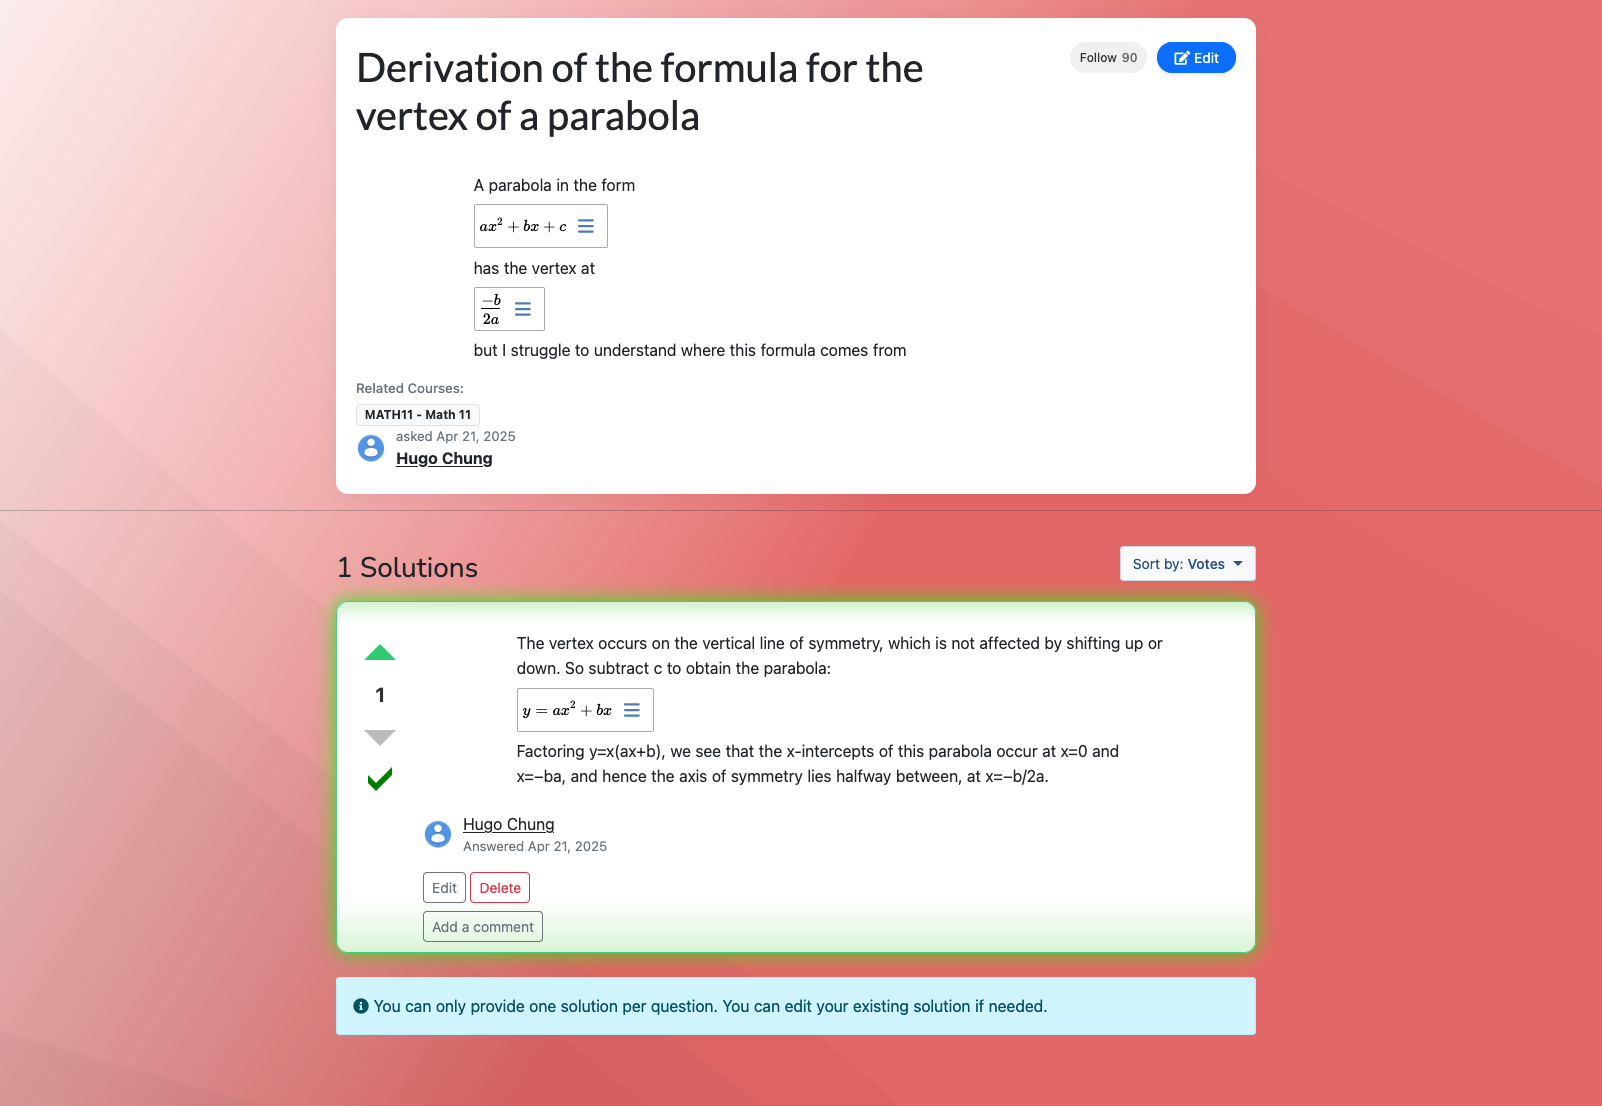 Derivation of the formula for the
vertex of a parabola
Follow 90
Edit
A parabola in the form
ax² + bx + c
has the vertex at
−b/2a
but I struggle to understand where this formula comes from
Related Courses:
MATH11 - Math 11
asked Apr 21, 2025
Hugo Chung
1 Solutions
Sort by: Votes
The vertex occurs on the vertical line of symmetry, which is not affected by shifting up or
down. So subtract c to obtain the parabola:
1
y = ax² + bx
Factoring y=x(ax+b), we see that the x-intercepts of this parabola occur at x=0 and
x=−ba, and hence the axis of symmetry lies halfway between, at x=−b/2a.
Hugo Chung
Answered Apr 21, 2025
Edit Delete
Add a comment
You can only provide one solution per question. You can edit your existing solution if needed.